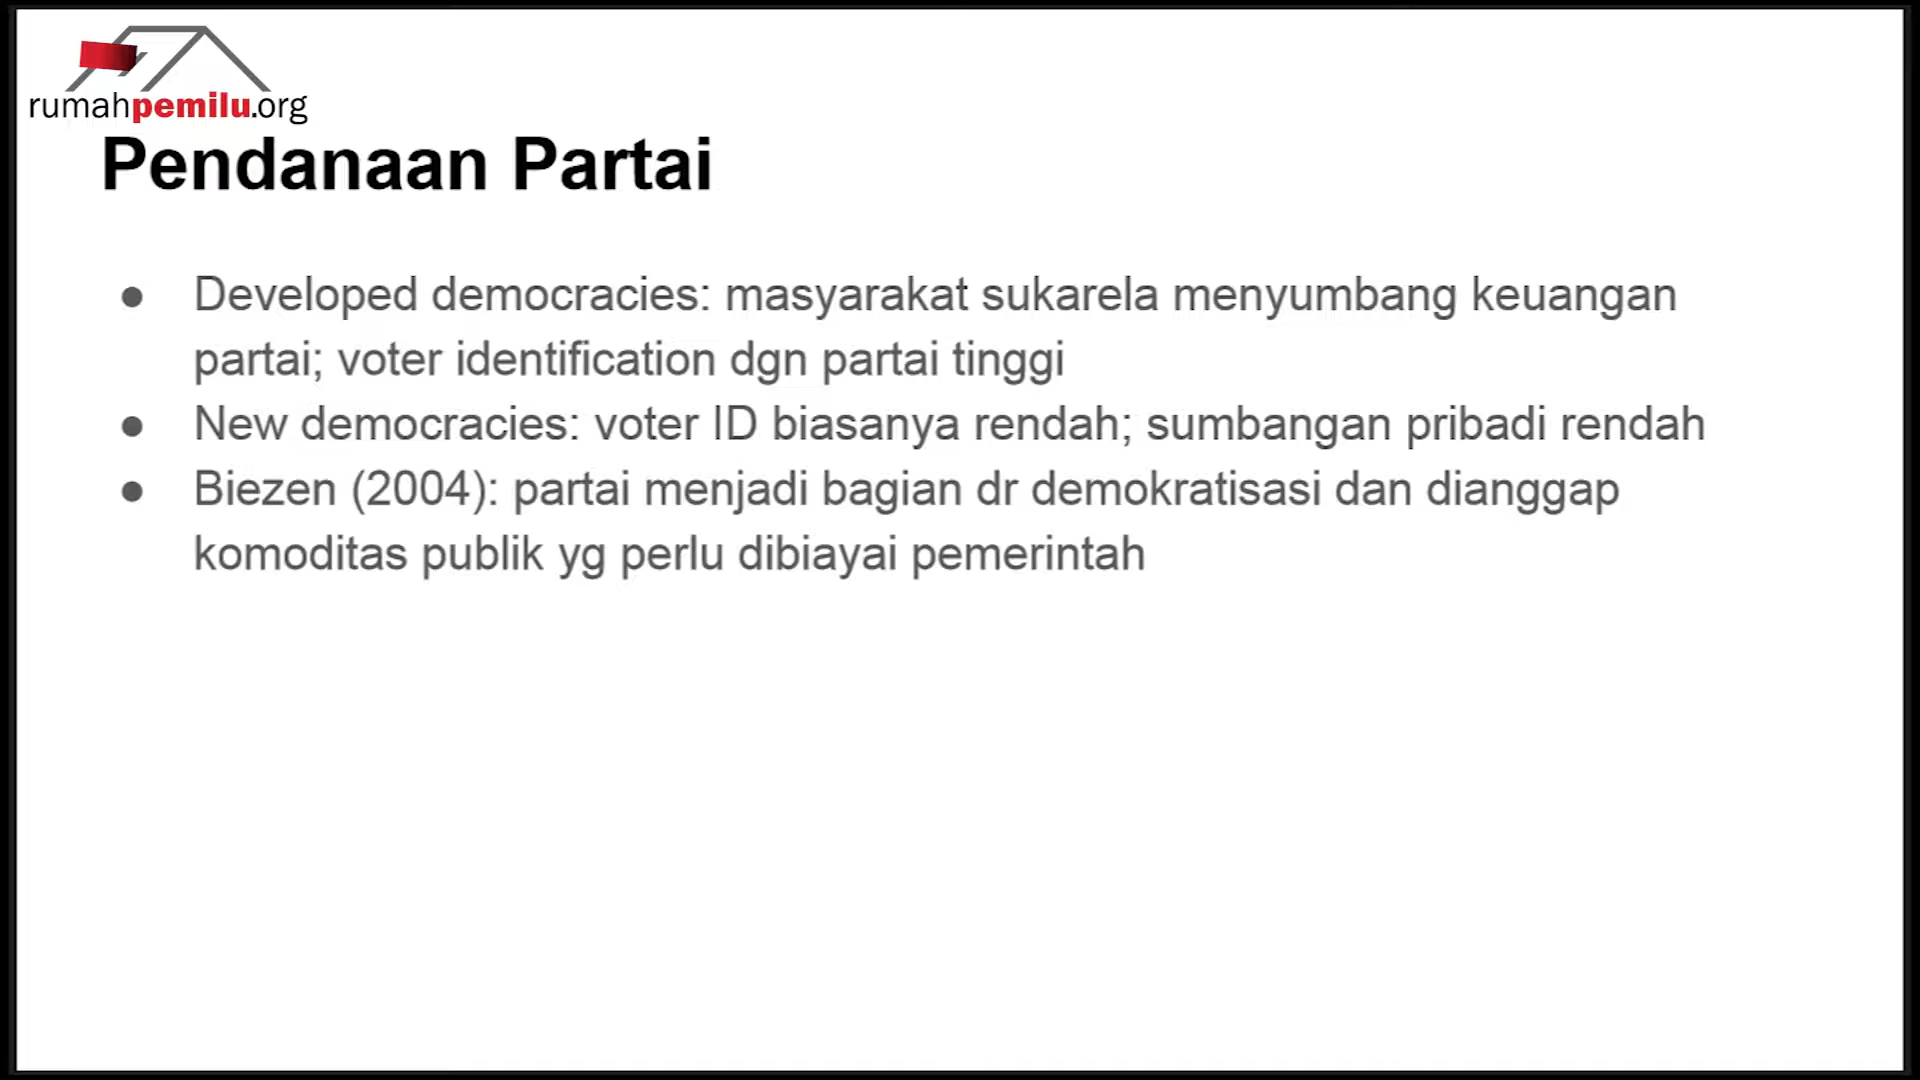 rumahpemilu.org
Pendanaan Partai
● Developed democracies: masyarakat sukarela menyumbang keuangan
partai; voter identification dgn partai tinggi
● New democracies: voter ID biasanya rendah; sumbangan pribadi rendah
● Biezen (2004): partai menjadi bagian dr demokratisasi dan dianggap
komoditas publik yg perlu dibiayai pemerintah